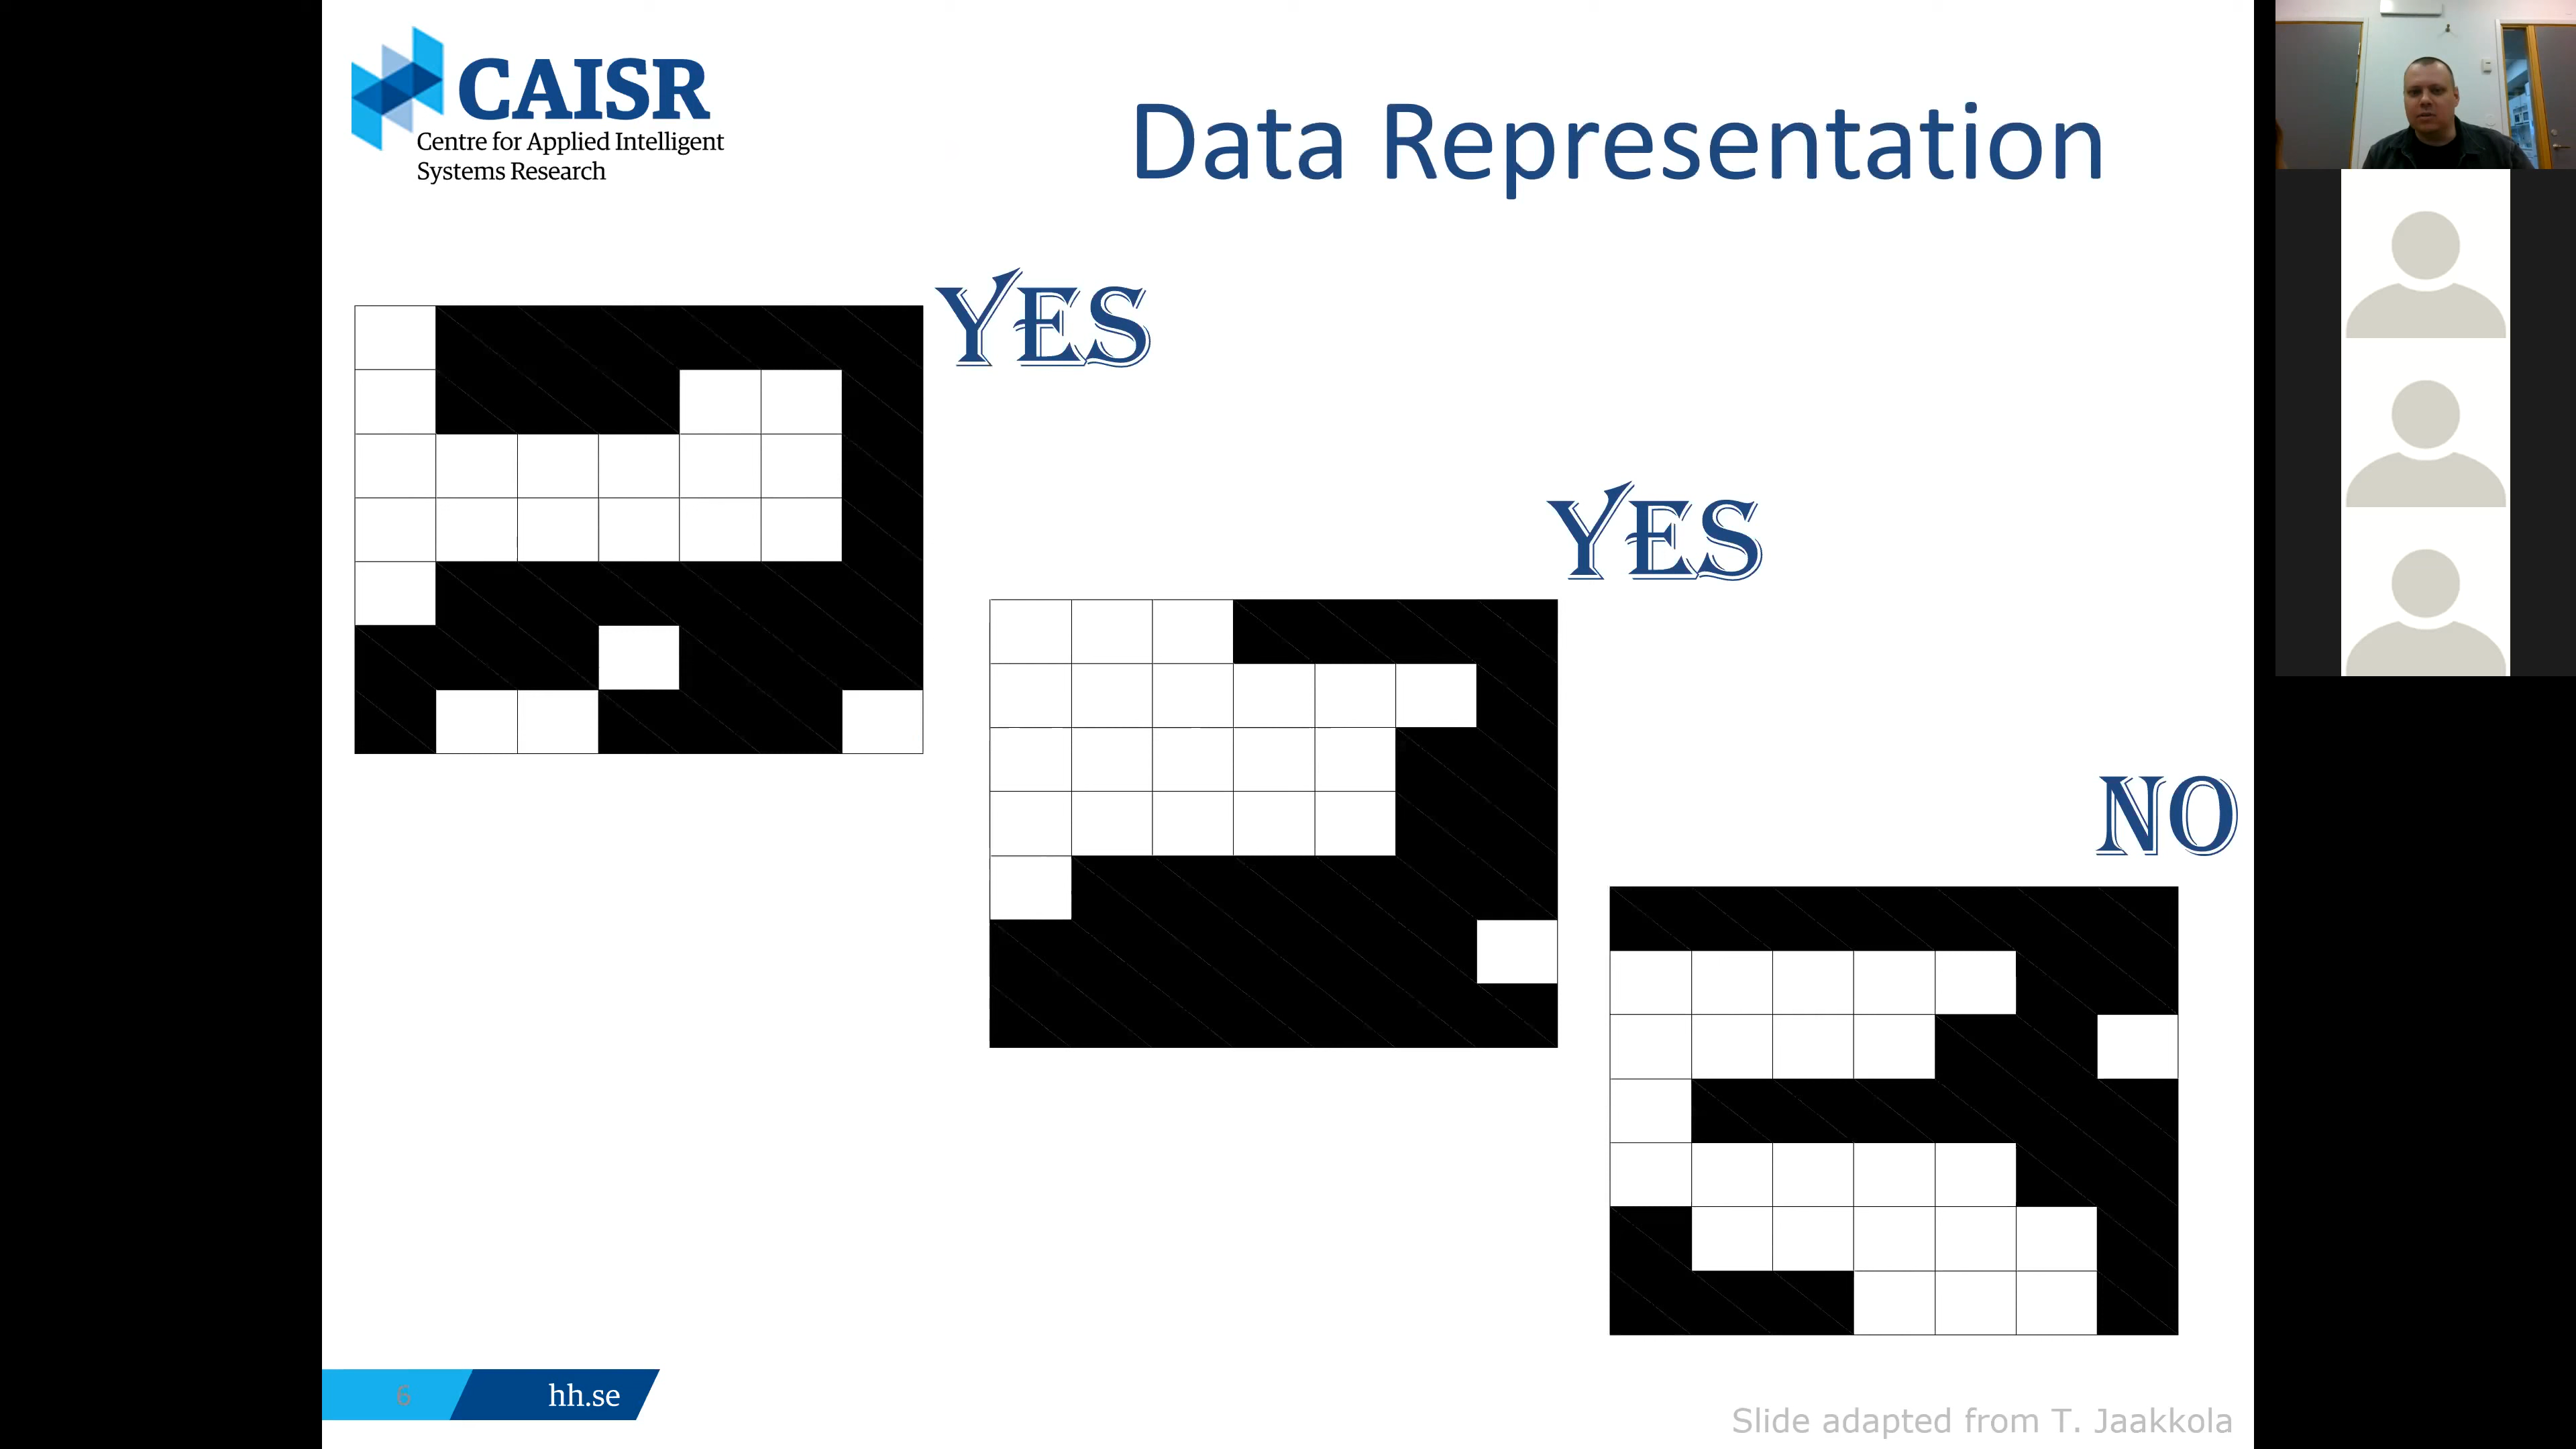 CAISR
Centre for Applied Intelligent
Systems Research
Data Representation
YES
YES
NO
6
hh.se
Slide adapted from T. Jaakkola